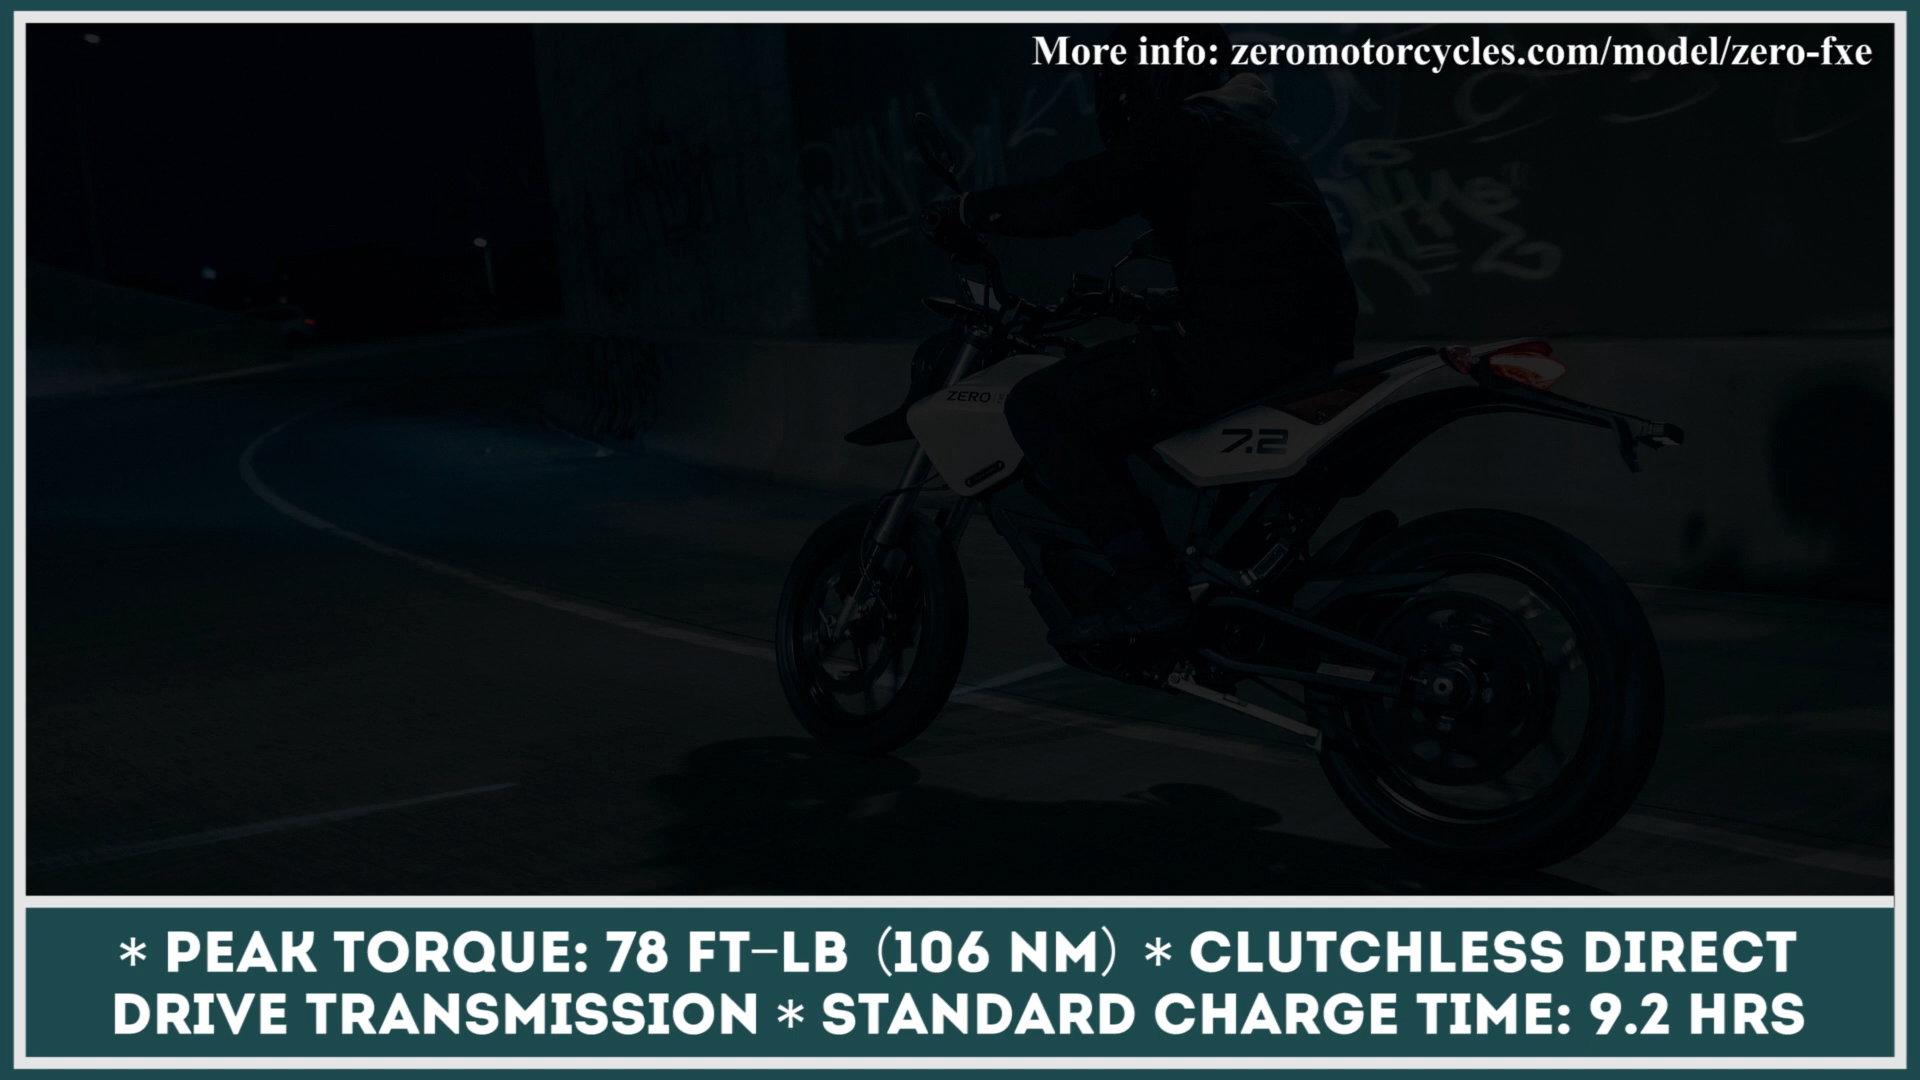 More info: zeromotorcycles.com/model/zero-fxe
ZERO
7.2
* PEAK TORQUE: 78 FT-LB (106 NM) * CLUTCHLESS DIRECT
DRIVE TRANSMISSION * STANDARD CHARGE TIME: 9.2 HRS